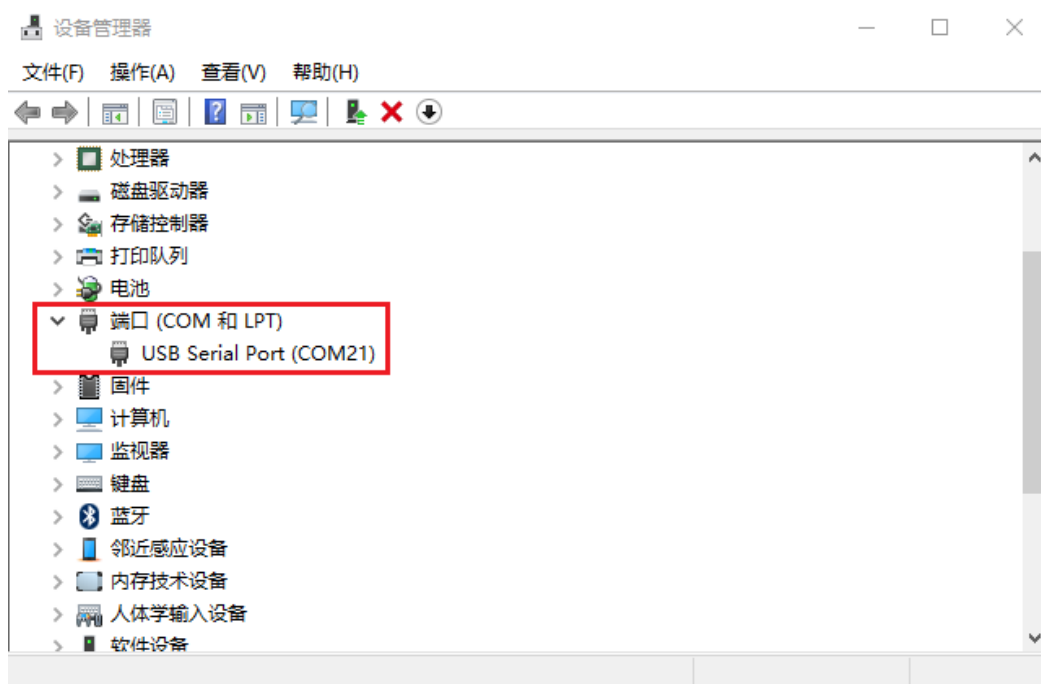 设备管理器
文件(F) 操作(A) 查看(V) 帮助(H)
处理器
磁盘驱动器
存储控制器
打印队列
电池
端口 (COM 和 LPT)
USB Serial Port (COM21)
固件
计算机
监视器
键盘
蓝牙
邻近感应设备
内存技术设备
人体学输入设备
软件设备